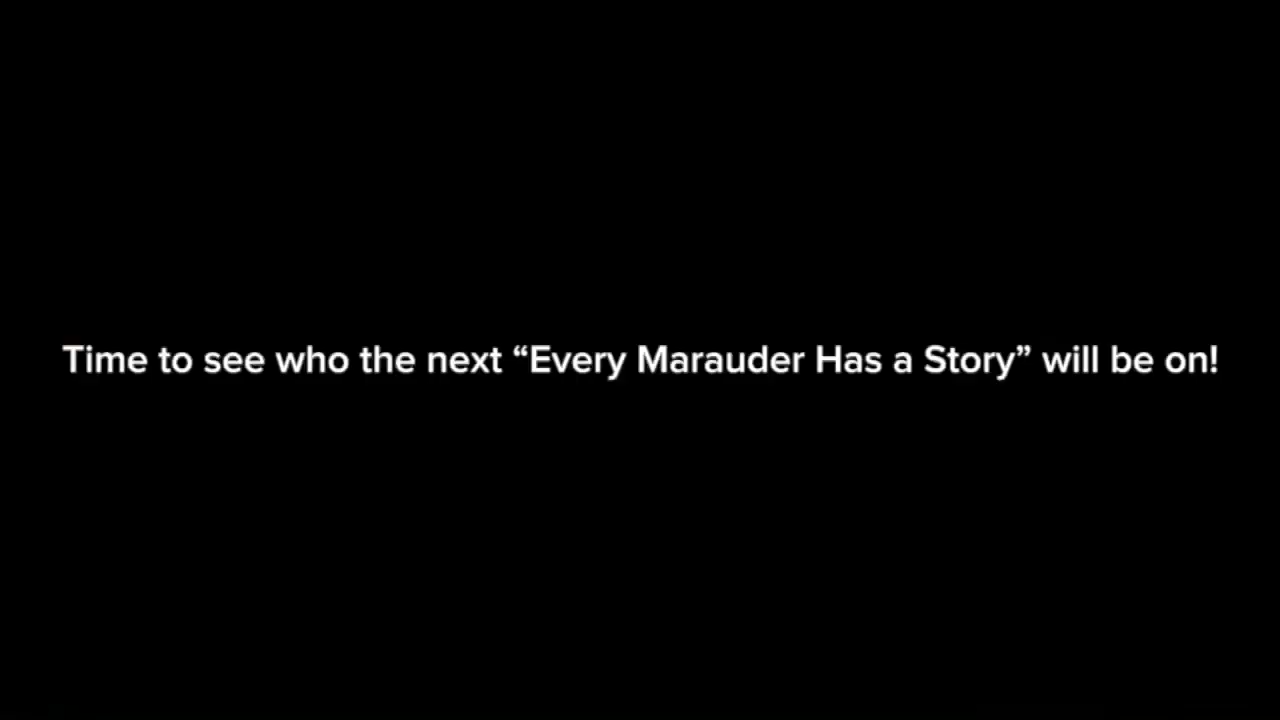 Time to see who the next “Every Marauder Has a Story” will be on!